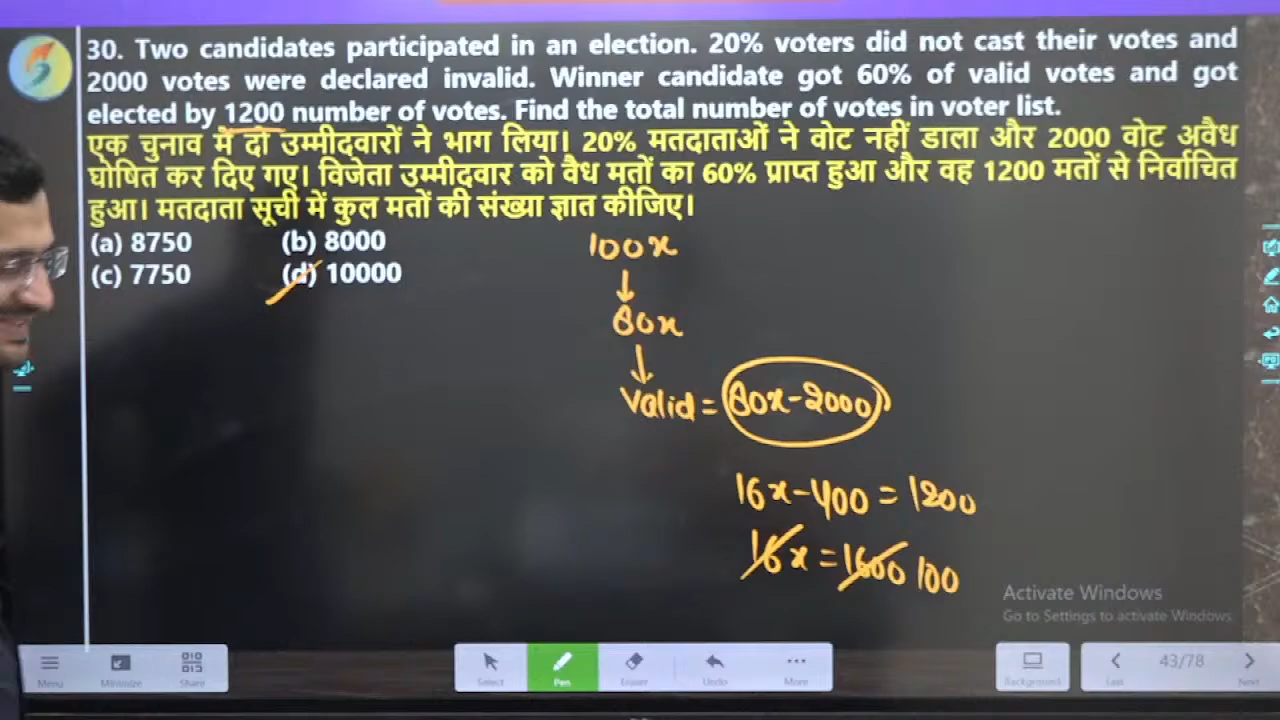 30. Two candidates participated in an election. 20% voters did not cast their votes and
2000 votes were declared invalid. Winner candidate got 60% of valid votes and got
elected by 1200 number of votes. Find the total number of votes in voter list.
एक चुनाव में दो उम्मीदवारों ने भाग लिया। 20% मतदाताओं ने वोट नहीं डाला और 2000 वोट अवैध
घोषित कर दिए गए। विजेता उम्मीदवार को वैध मतों का 60% प्राप्त हुआ और वह 1200 मतों से निर्वाचित
हुआ। मतदाता सूची में कुल मतों की संख्या ज्ञात कीजिए।
(a) 8750 (b) 8000
(c) 7750 (d) 10000
100x
80x
Valid = 80x-2000
16x-400 = 1200
16x = 1600 100
Activate Windows
Go to Settings to activate Windows.
Menu Minimize Share Select Pen Eraser Undo More Background Last 43/78 Next